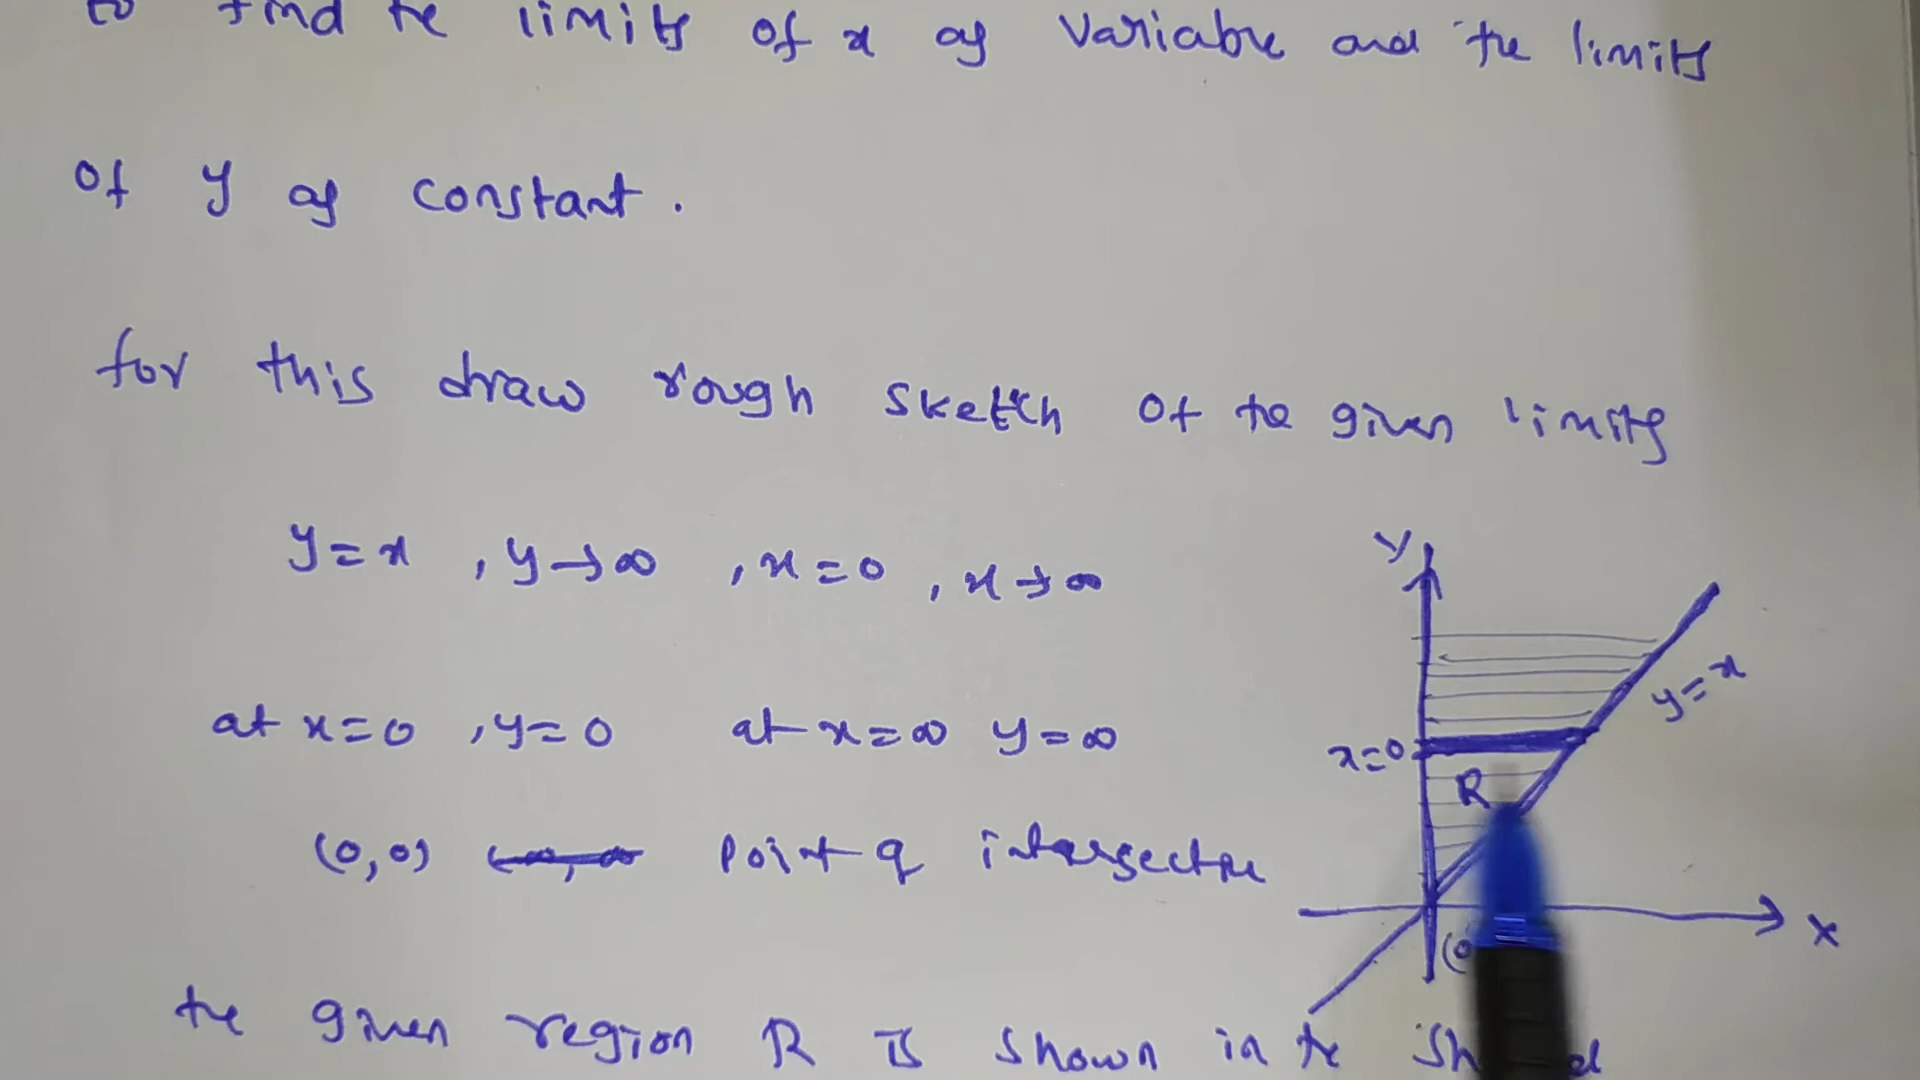 to find the limits of x as variable and the limits
of y as constant.
for this draw rough sketch of the given limits
y=x , y→∞ , x=0 , x→∞
at x=0 , y=0 at x=∞ y=∞
(0,0) point of intersection
the given region R is shown in the
Y
y=x
x=0
R
(0
X